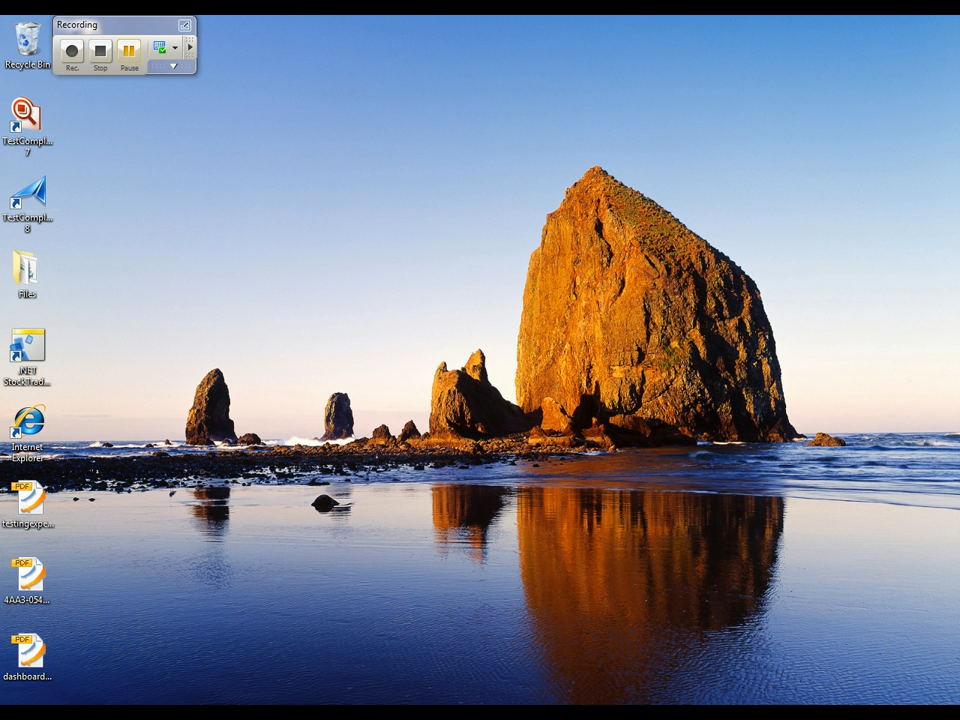 Recording
Rec.
Stop
Pause
Recycle Bin
TestCompl...
7
TestCompl...
8
Files
.NET
StockTrad...
Internet
Explorer
PDF
testingexpe...
PDF
4AA3-054...
PDF
dashboard...